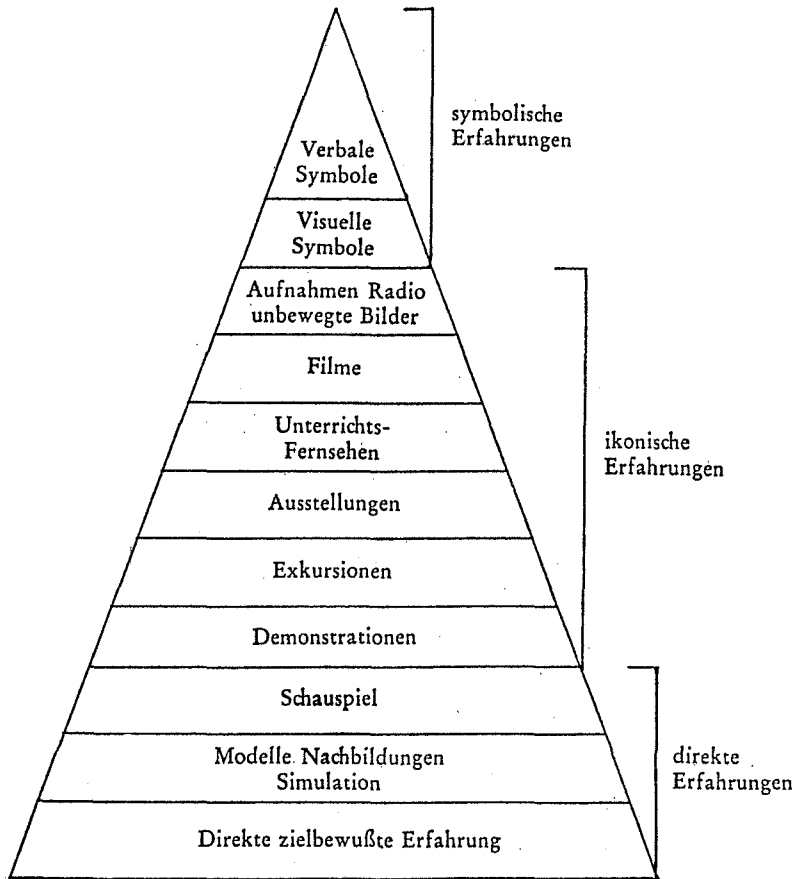 Verbale
Symbole
symbolische
Erfahrungen
Visuelle
Symbole
Aufnahmen Radio
unbewegte Bilder
Filme
Unterrichts-
Fernsehen
ikonische
Erfahrungen
Ausstellungen
Exkursionen
Demonstrationen
Schauspiel
Modelle Nachbildungen
Simulation
direkte
Erfahrungen
Direkte zielbewußte Erfahrung